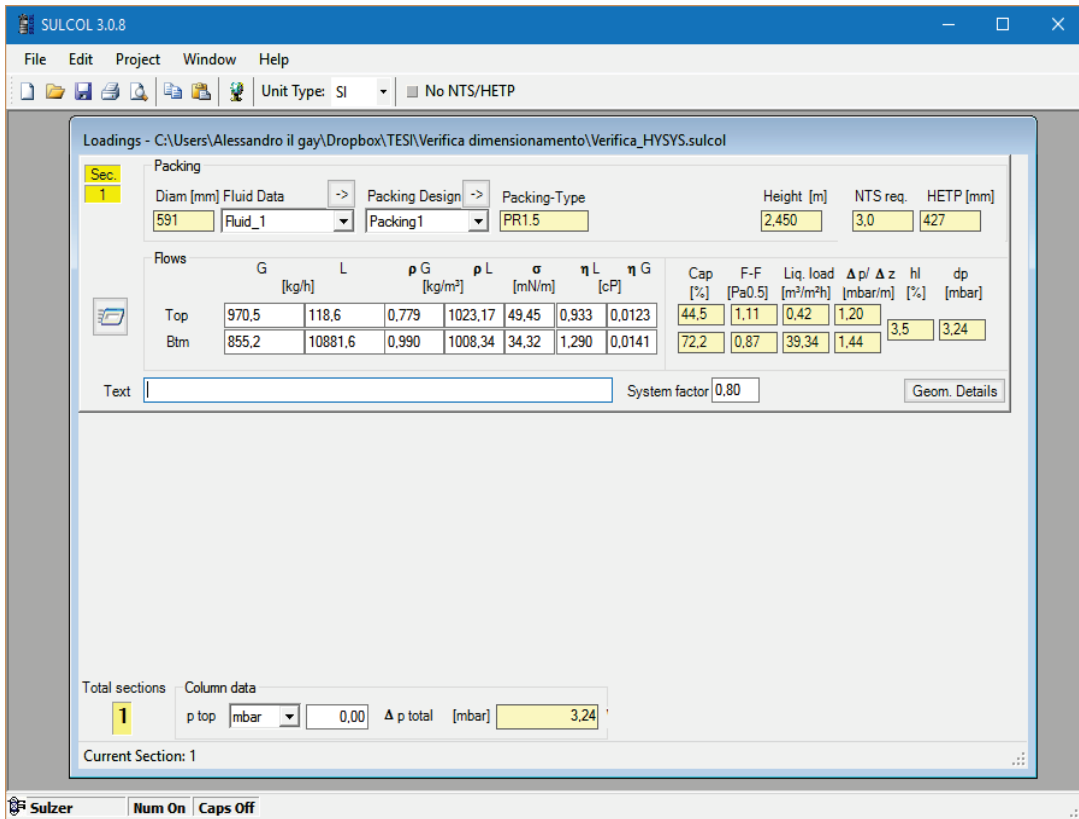 SULCOL 3.0.8
File Edit Project Window Help
Unit Type: SI No NTS/HETP
Loadings - C:\Users\Alessandro il gay\Dropbox\TESI\Verifica dimensionamento\Verifica_HYSYS.sulcol
Sec. Packing
1 Diam [mm] Fluid Data -> Packing Design -> Packing-Type Height [m] NTS req. HETP [mm]
591 Fluid_1 Packing1 PR1.5 2,450 3,0 427
Flows
G L ρ G ρ L σ η L η G Cap F-F Liq. load Δ p/ Δ z hl dp
[kg/h] [kg/m³] [mN/m] [cP] [%] [Pa0.5] [m³/m²h] [mbar/m] [%] [mbar]
Top 970,5 118,6 0,779 1023,17 49,45 0,933 0,0123 44,5 1,11 0,42 1,20
3,5 3,24
Btm 855,2 10881,6 0,990 1008,34 34,32 1,290 0,0141 72,2 0,87 39,34 1,44
Text System factor 0,80 Geom. Details
Total sections Column data
1 p top mbar 0,00 Δ p total [mbar] 3,24
Current Section: 1
Sulzer Num On Caps Off